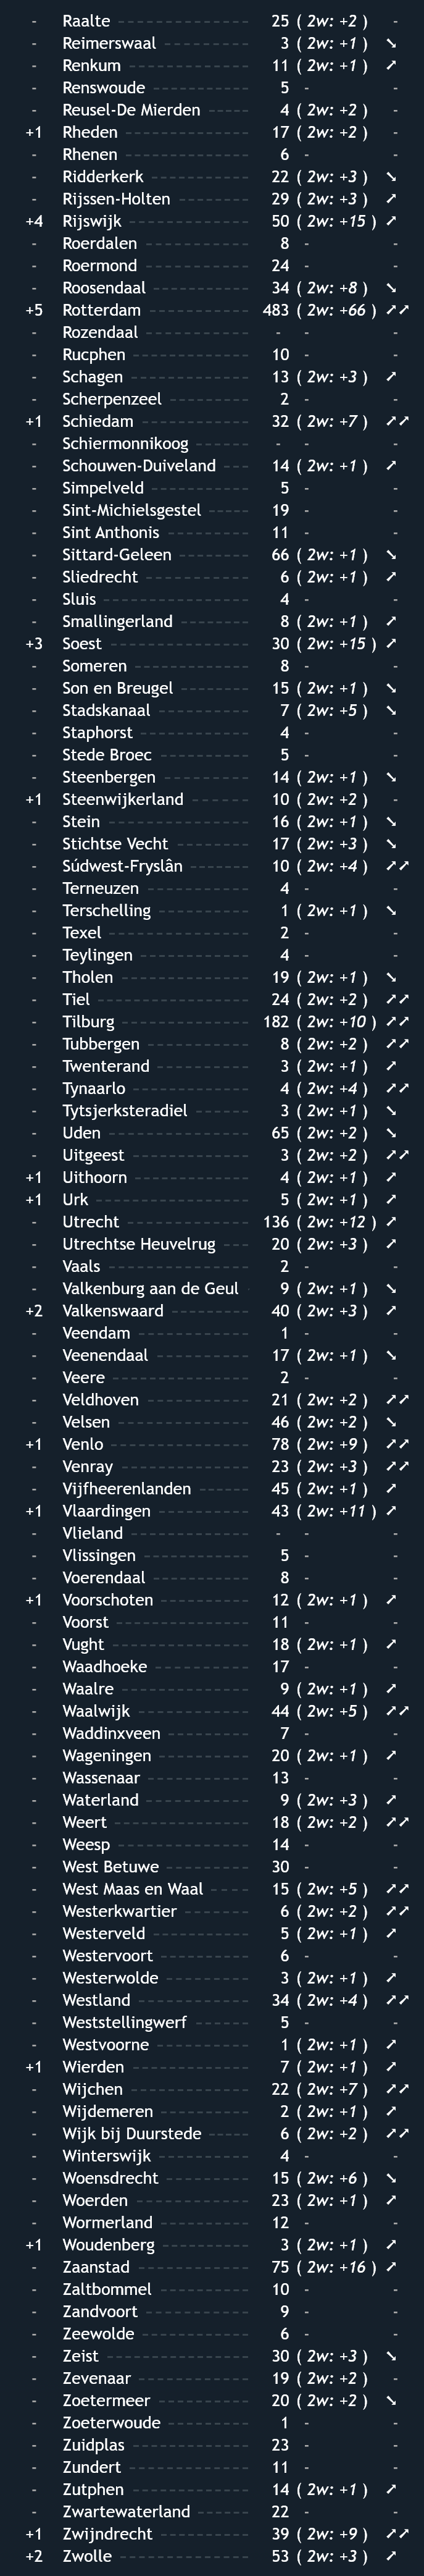 - Raalte 25 ( 2w: +2 ) -
- Reimerswaal 3 ( 2w: +1 ) ➘
- Renkum 11 ( 2w: +1 ) ➚
- Renswoude 5 - -
- Reusel-De Mierden 4 ( 2w: +2 ) -
+1 Rheden 17 ( 2w: +2 ) -
- Rhenen 6 - -
- Ridderkerk 22 ( 2w: +3 ) ➘
- Rijssen-Holten 29 ( 2w: +3 ) ➚
+4 Rijswijk 50 ( 2w: +15 ) ➚
- Roerdalen 8 - -
- Roermond 24 - -
- Roosendaal 34 ( 2w: +8 ) ➘
+5 Rotterdam 483 ( 2w: +66 ) ➚➚
- Rozendaal - - -
- Rucphen 10 - -
- Schagen 13 ( 2w: +3 ) ➚
- Scherpenzeel 2 - -
+1 Schiedam 32 ( 2w: +7 ) ➚➚
- Schiermonnikoog - - -
- Schouwen-Duiveland 14 ( 2w: +1 ) ➚
- Simpelveld 5 - -
- Sint-Michielsgestel 19 - -
- Sint Anthonis 11 - -
- Sittard-Geleen 66 ( 2w: +1 ) ➘
- Sliedrecht 6 ( 2w: +1 ) ➚
- Sluis 4 - -
- Smallingerland 8 ( 2w: +1 ) ➚
+3 Soest 30 ( 2w: +15 ) ➚
- Someren 8 - -
- Son en Breugel 15 ( 2w: +1 ) ➘
- Stadskanaal 7 ( 2w: +5 ) ➘
- Staphorst 4 - -
- Stede Broec 5 - -
- Steenbergen 14 ( 2w: +1 ) ➘
+1 Steenwijkerland 10 ( 2w: +2 ) -
- Stein 16 ( 2w: +1 ) ➘
- Stichtse Vecht 17 ( 2w: +3 ) ➘
- Súdwest-Fryslân 10 ( 2w: +4 ) ➚➚
- Terneuzen 4 - -
- Terschelling 1 ( 2w: +1 ) ➘
- Texel 2 - -
- Teylingen 4 - -
- Tholen 19 ( 2w: +1 ) ➘
- Tiel 24 ( 2w: +2 ) ➚➚
- Tilburg 182 ( 2w: +10 ) ➚➚
- Tubbergen 8 ( 2w: +2 ) ➚➚
- Twenterand 3 ( 2w: +1 ) ➚
- Tynaarlo 4 ( 2w: +4 ) ➚➚
- Tytsjerksteradiel 3 ( 2w: +1 ) ➘
- Uden 65 ( 2w: +2 ) ➘
- Uitgeest 3 ( 2w: +2 ) ➚➚
+1 Uithoorn 4 ( 2w: +1 ) ➚
+1 Urk 5 ( 2w: +1 ) ➚
- Utrecht 136 ( 2w: +12 ) ➚
- Utrechtse Heuvelrug 20 ( 2w: +3 ) ➚
- Vaals 2 - -
- Valkenburg aan de Geul 9 ( 2w: +1 ) ➘
+2 Valkenswaard 40 ( 2w: +3 ) ➚
- Veendam 1 - -
- Veenendaal 17 ( 2w: +1 ) ➘
- Veere 2 - -
- Veldhoven 21 ( 2w: +2 ) ➚➚
- Velsen 46 ( 2w: +2 ) ➘
+1 Venlo 78 ( 2w: +9 ) ➚➚
- Venray 23 ( 2w: +3 ) ➚➚
- Vijfheerenlanden 45 ( 2w: +1 ) ➚
+1 Vlaardingen 43 ( 2w: +11 ) ➚
- Vlieland - - -
- Vlissingen 5 - -
- Voerendaal 8 - -
+1 Voorschoten 12 ( 2w: +1 ) ➚
- Voorst 11 - -
- Vught 18 ( 2w: +1 ) ➚
- Waadhoeke 17 - -
- Waalre 9 ( 2w: +1 ) ➚
- Waalwijk 44 ( 2w: +5 ) ➚➚
- Waddinxveen 7 - -
- Wageningen 20 ( 2w: +1 ) ➚
- Wassenaar 13 - -
- Waterland 9 ( 2w: +3 ) ➚
- Weert 18 ( 2w: +2 ) ➚➚
- Weesp 14 - -
- West Betuwe 30 - -
- West Maas en Waal 15 ( 2w: +5 ) ➚➚
- Westerkwartier 6 ( 2w: +2 ) ➚➚
- Westerveld 5 ( 2w: +1 ) ➚
- Westervoort 6 - -
- Westerwolde 3 ( 2w: +1 ) ➚
- Westland 34 ( 2w: +4 ) ➚➚
- Weststellingwerf 5 - -
- Westvoorne 1 ( 2w: +1 ) ➚
+1 Wierden 7 ( 2w: +1 ) ➚
- Wijchen 22 ( 2w: +7 ) ➚➚
- Wijdemeren 2 ( 2w: +1 ) ➚
- Wijk bij Duurstede 6 ( 2w: +2 ) ➚➚
- Winterswijk 4 - -
- Woensdrecht 15 ( 2w: +6 ) ➘
- Woerden 23 ( 2w: +1 ) ➚
- Wormerland 12 - -
+1 Woudenberg 3 ( 2w: +1 ) ➚
- Zaanstad 75 ( 2w: +16 ) ➚
- Zaltbommel 10 - -
- Zandvoort 9 - -
- Zeewolde 6 - -
- Zeist 30 ( 2w: +3 ) ➘
- Zevenaar 19 ( 2w: +2 ) -
- Zoetermeer 20 ( 2w: +2 ) ➘
- Zoeterwoude 1 - -
- Zuidplas 23 - -
- Zundert 11 - -
- Zutphen 14 ( 2w: +1 ) ➚
- Zwartewaterland 22 - -
+1 Zwijndrecht 39 ( 2w: +9 ) ➚➚
+2 Zwolle 53 ( 2w: +3 ) ➚